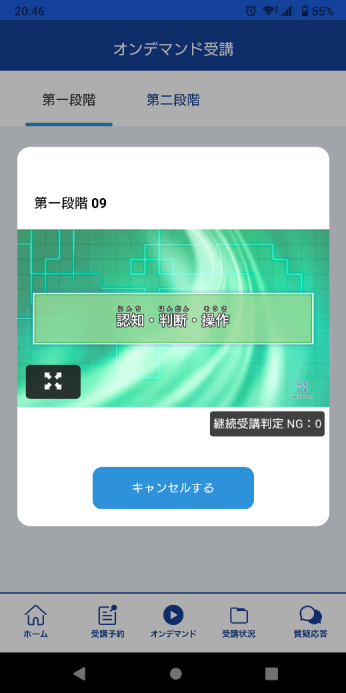 20:46
55%
オンデマンド受講
第一段階
第二段階
第一段階 09
にんち はんだん そうさ
認知・判断・操作
継続受講判定 NG：0
キャンセルする
ホーム
受講予約
オンデマンド
受講状況
質疑応答